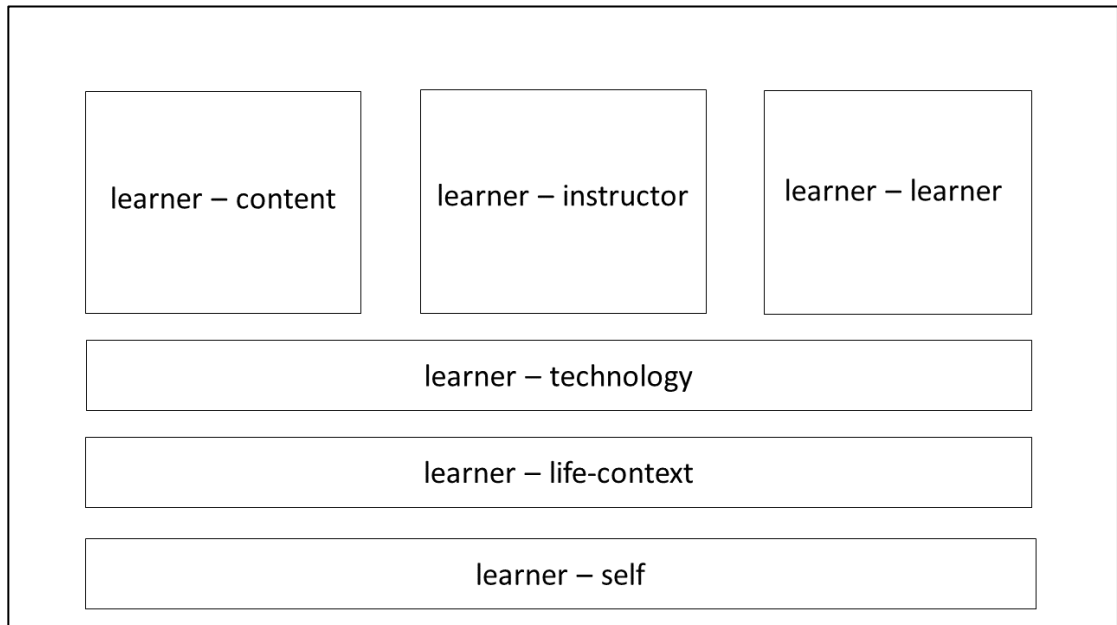 learner – content
learner – instructor
learner – learner
learner – technology
learner – life-context
learner – self